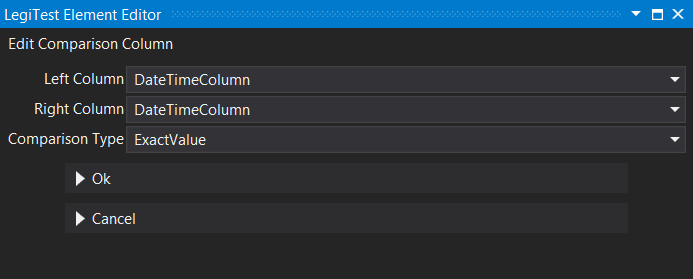 LegiTest Element Editor
Edit Comparison Column
Left Column DateTimeColumn
Right Column DateTimeColumn
Comparison Type ExactValue
Ok
Cancel